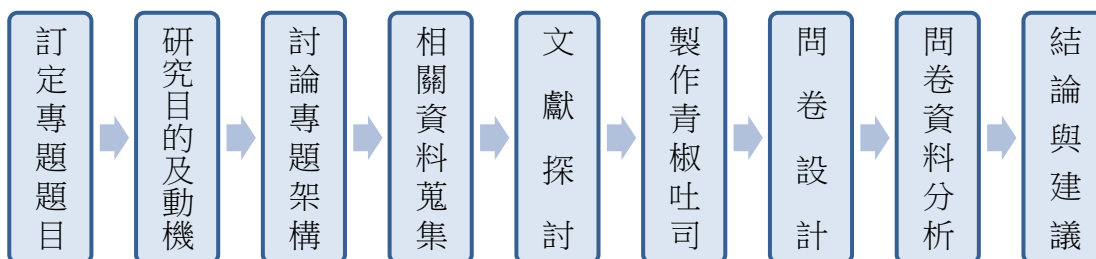 訂定專題題目
研究目的及動機
討論專題架構
相關資料蒐集
文獻探討
製作青椒吐司
問卷設計
問卷資料分析
結論與建議